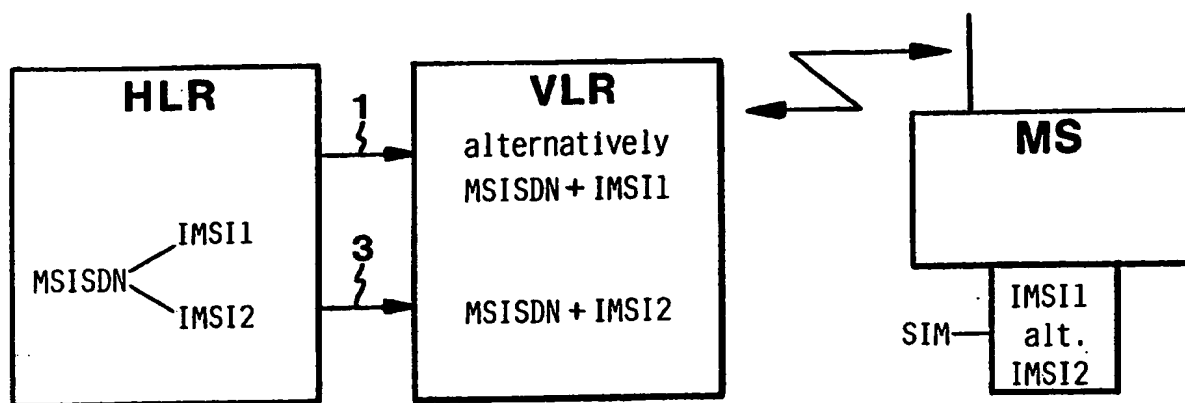 HLR
MSISDN
IMSI1
IMSI2
1
3
VLR
alternatively
MSISDN + IMSI1
MSISDN + IMSI2
MS
SIM
IMSI1
alt.
IMSI2